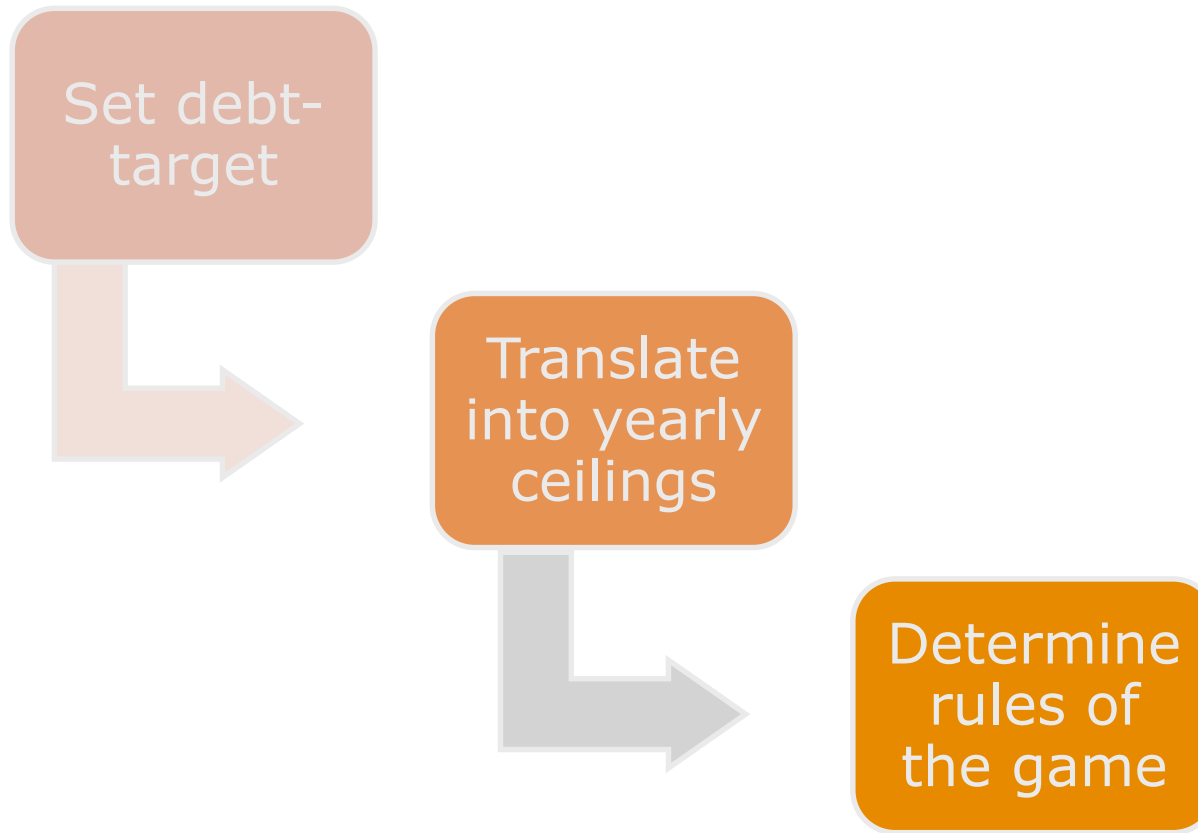 Set debt-
target
Translate
into yearly
ceilings
Determine
rules of
the game